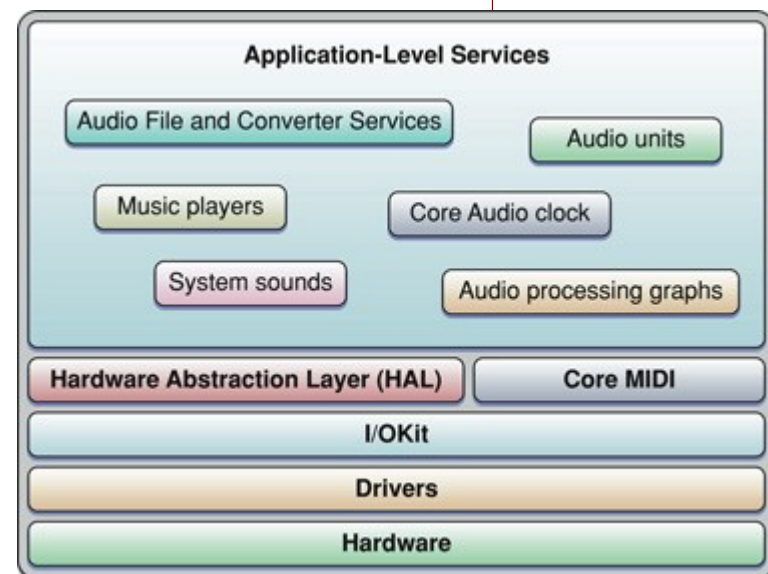 Application-Level Services
Audio File and Converter Services
Audio units
Music players
Core Audio clock
System sounds
Audio processing graphs
Hardware Abstraction Layer (HAL)
Core MIDI
I/OKit
Drivers
Hardware